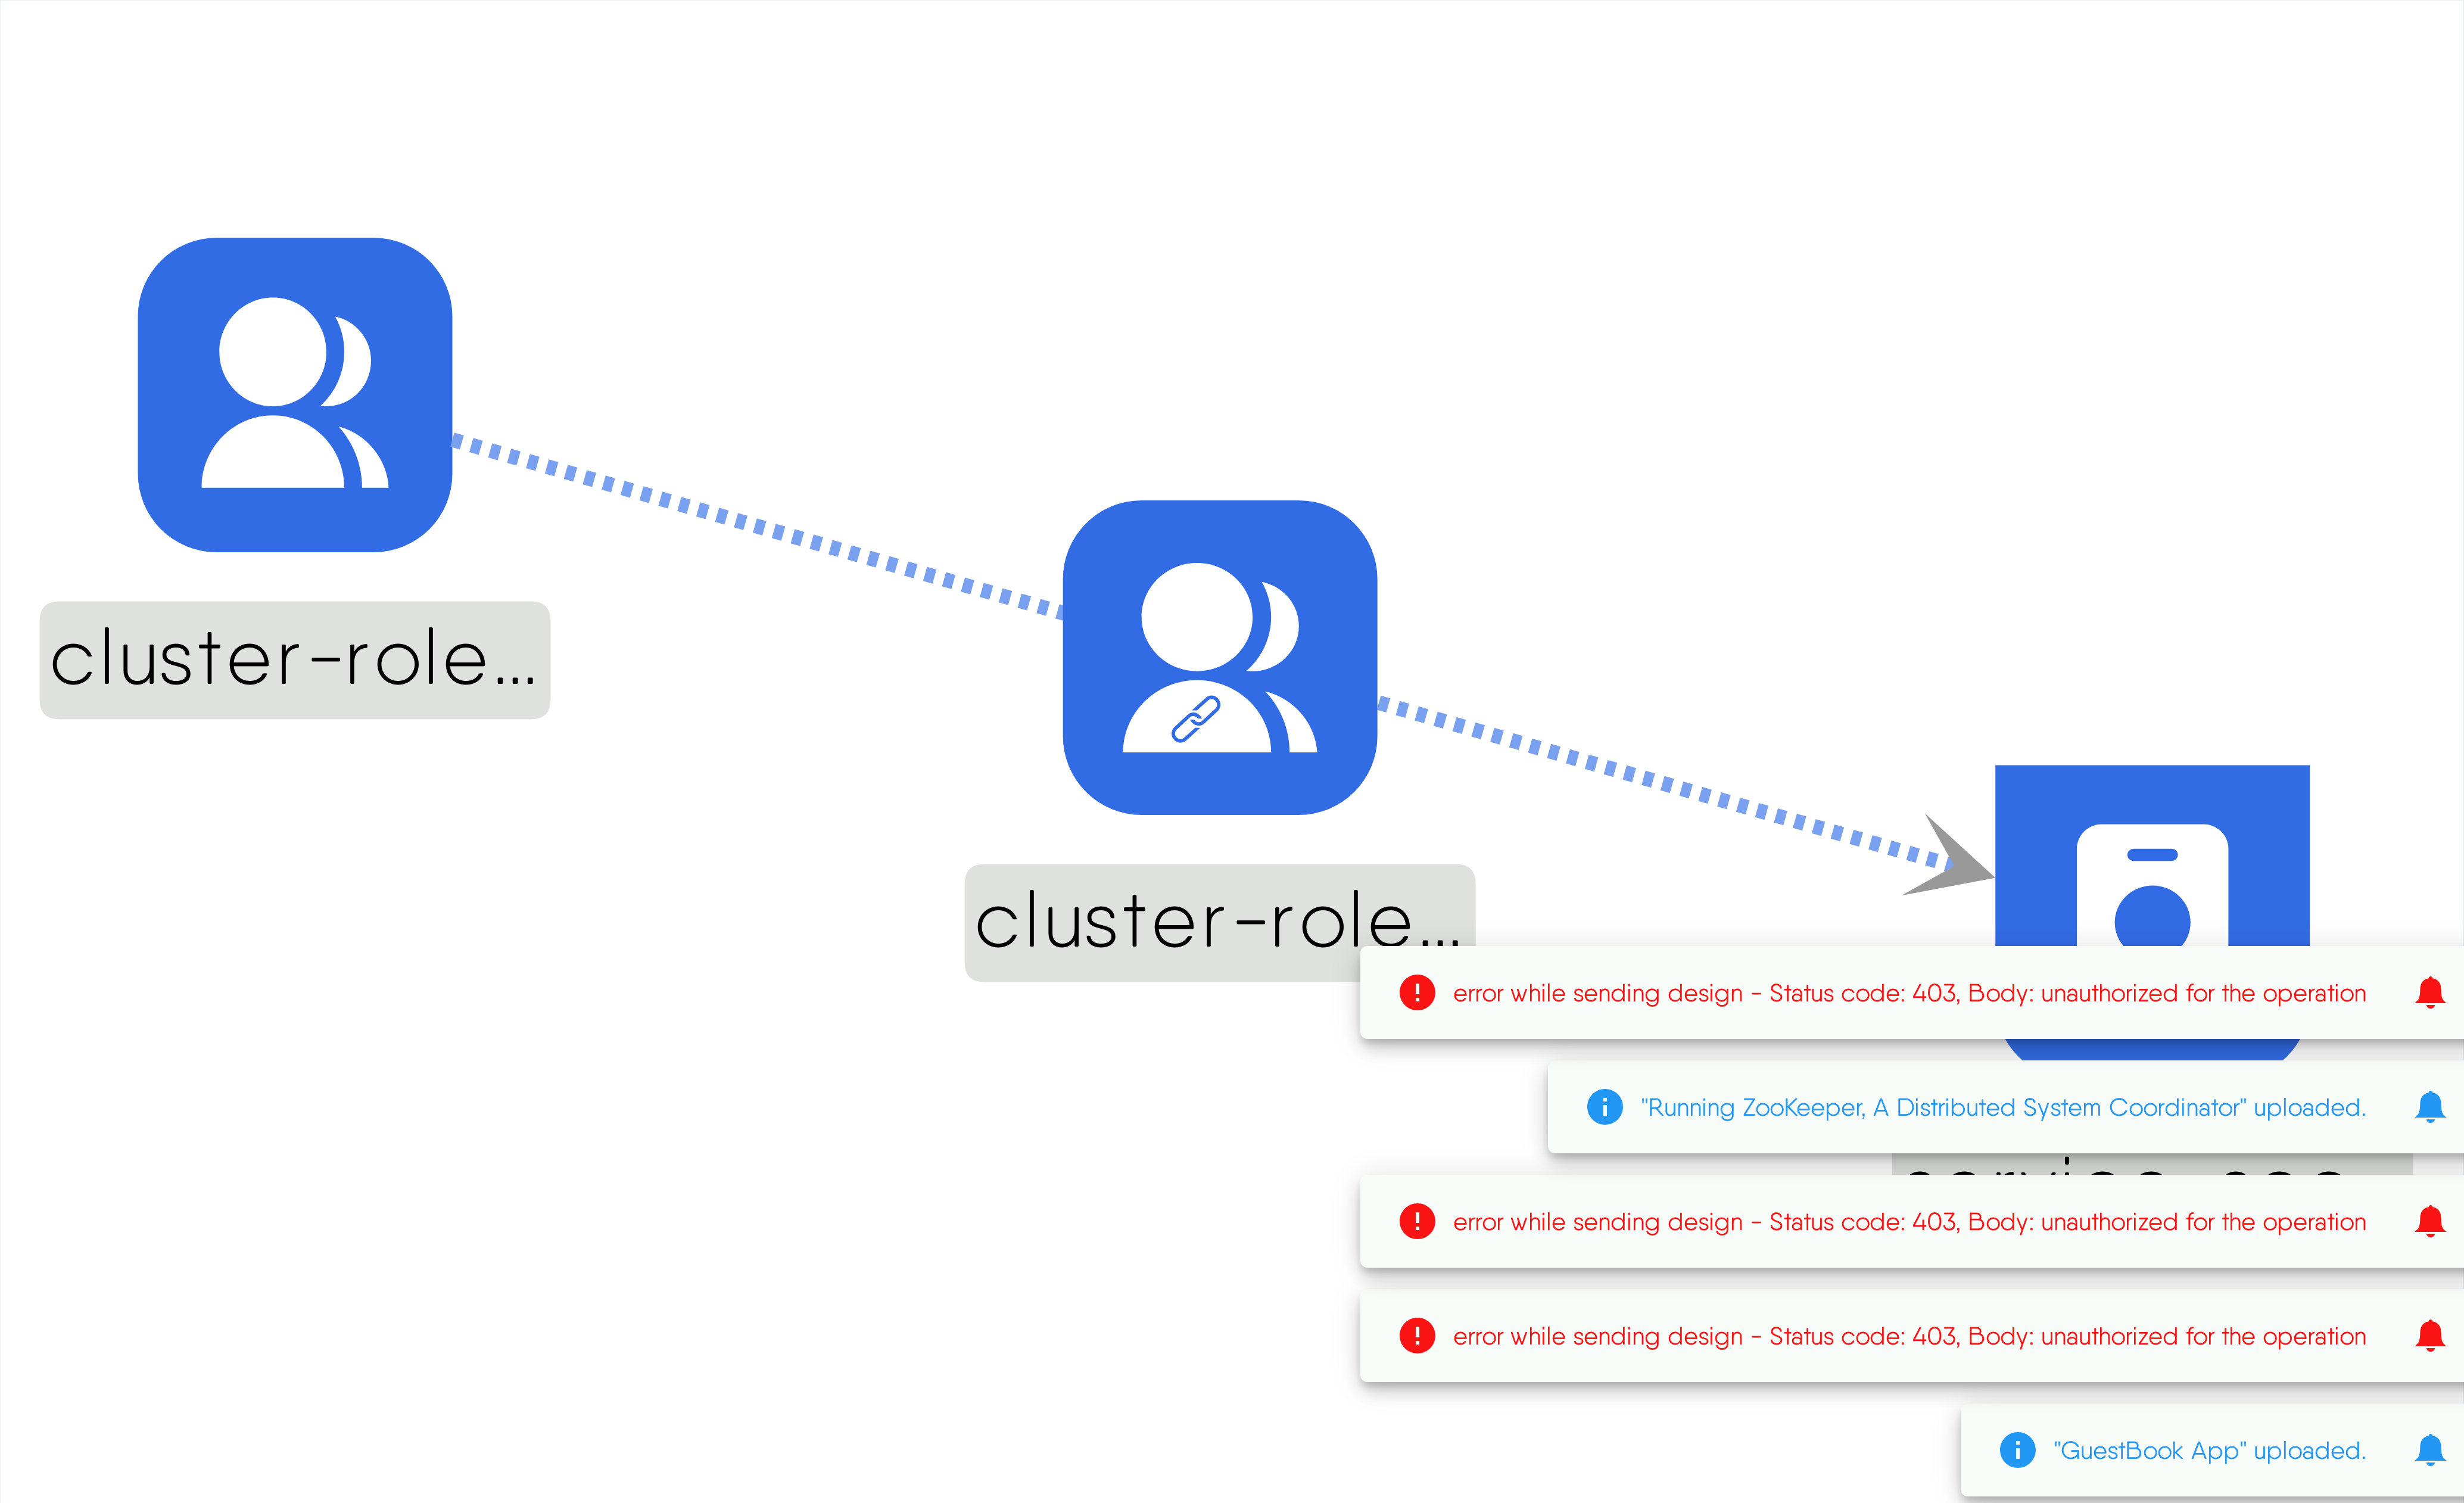 cluster-role...
cluster-role...
error while sending design - Status code: 403, Body: unauthorized for the operation
"Running ZooKeeper, A Distributed System Coordinator" uploaded.
error while sending design - Status code: 403, Body: unauthorized for the operation
error while sending design - Status code: 403, Body: unauthorized for the operation
"GuestBook App" uploaded.